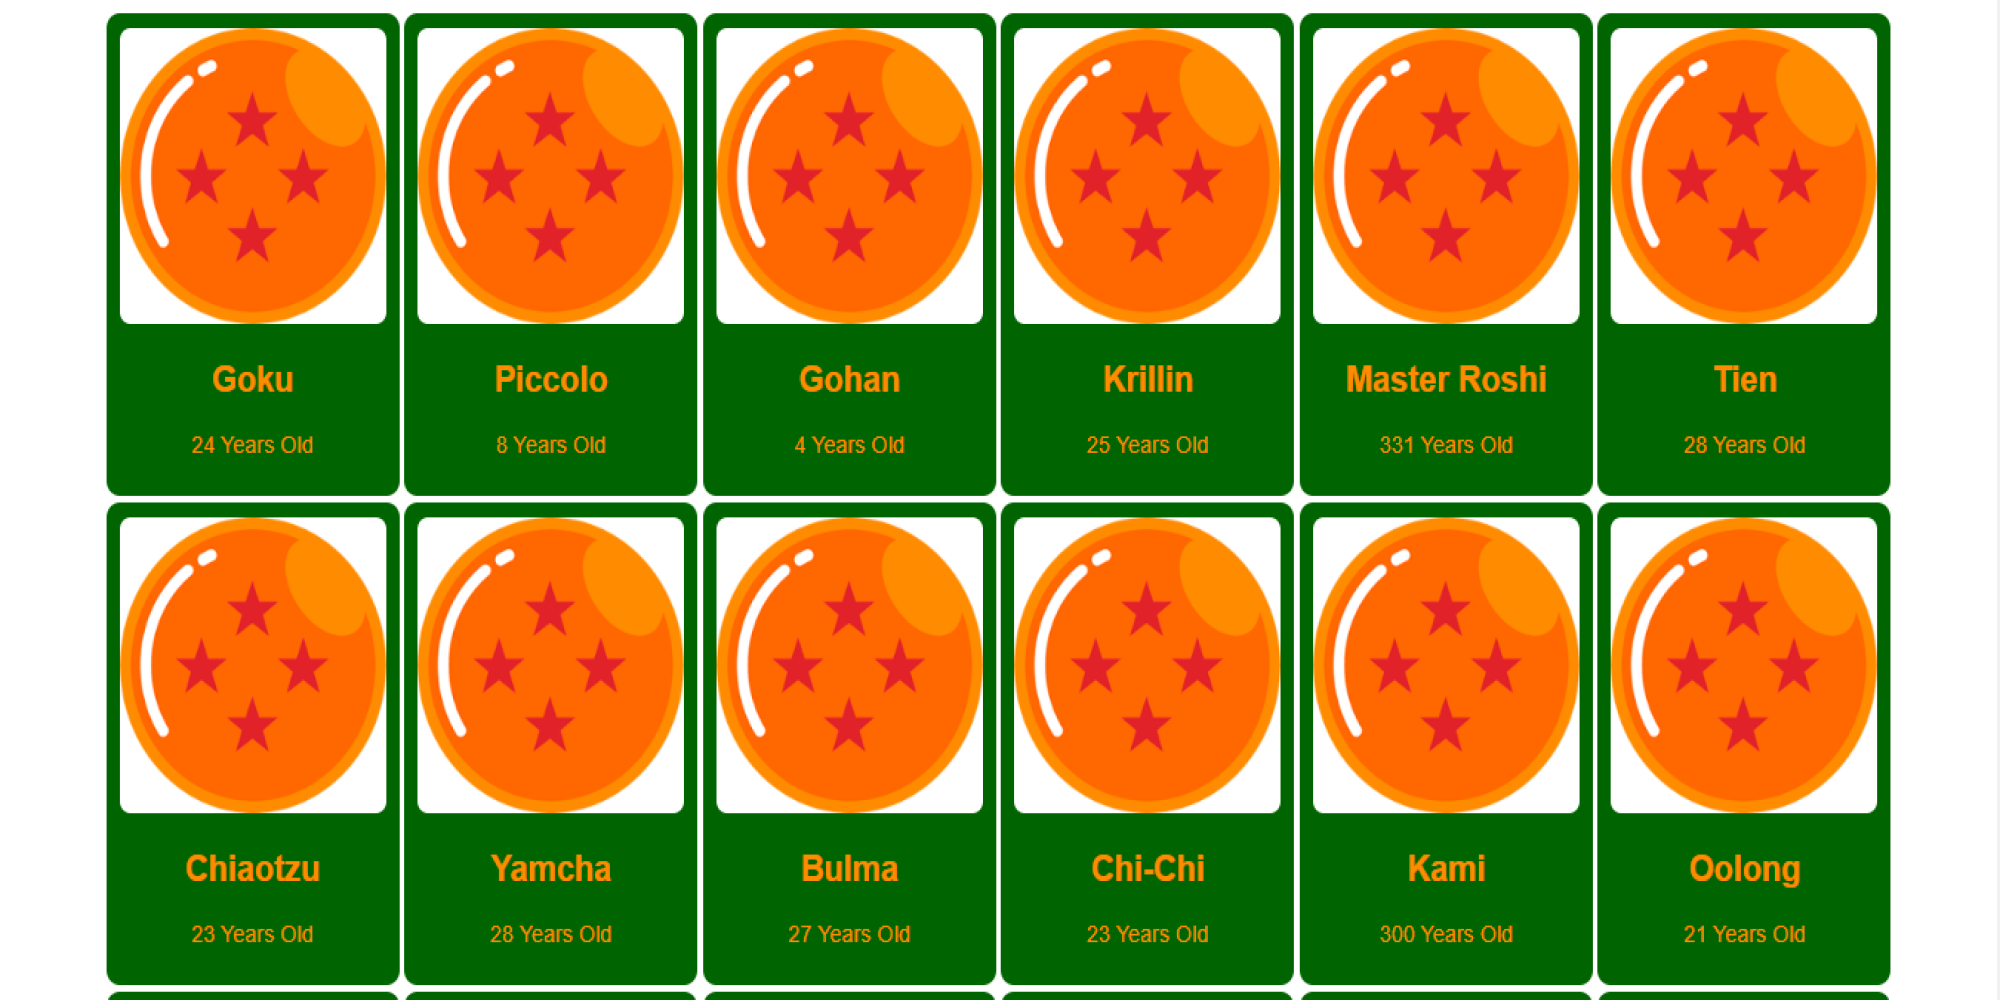 Goku
24 Years Old
Piccolo
8 Years Old
Gohan
4 Years Old
Krillin
25 Years Old
Master Roshi
331 Years Old
Tien
28 Years Old
Chiaotzu
23 Years Old
Yamcha
28 Years Old
Bulma
27 Years Old
Chi-Chi
23 Years Old
Kami
300 Years Old
Oolong
21 Years Old